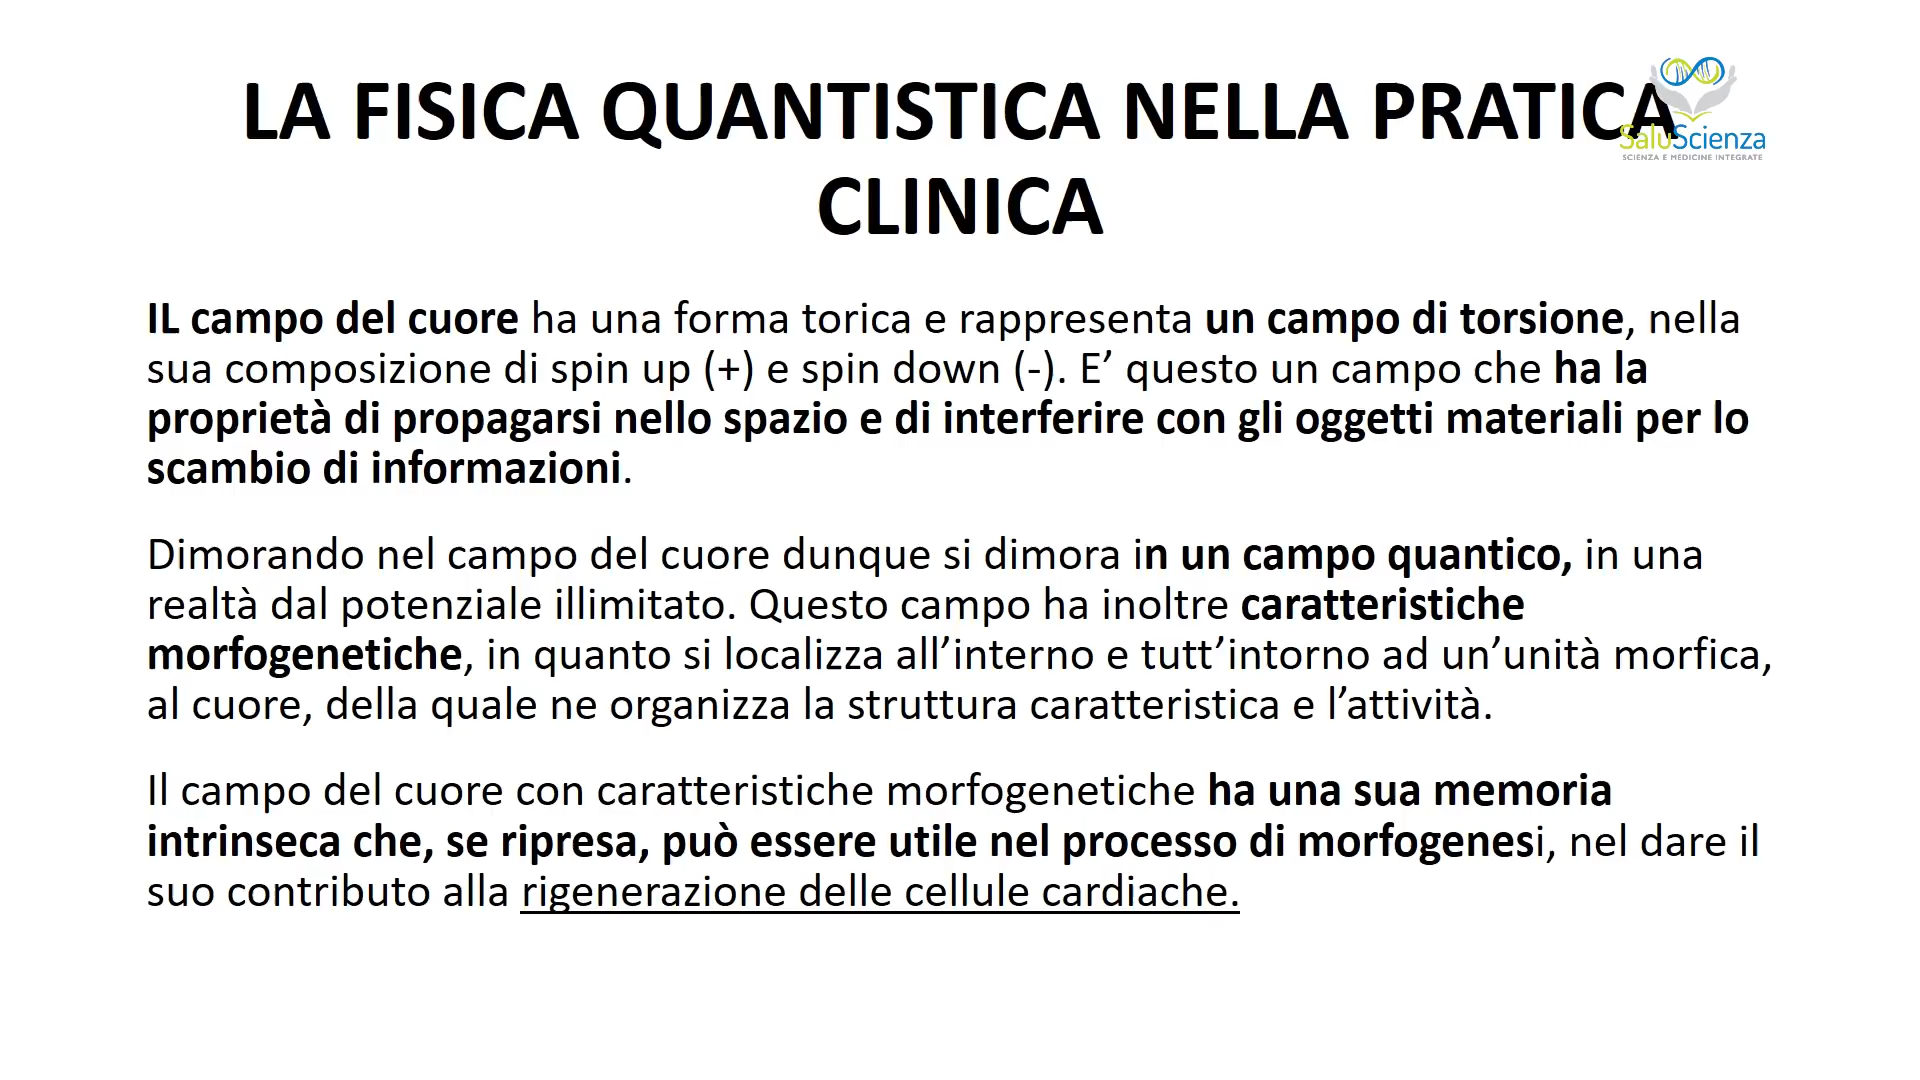 LA FISICA QUANTISTICA NELLA PRATICA
CLINICA
SaluScienza
SCIENZA E MEDICINE INTEGRATE
IL campo del cuore ha una forma torica e rappresenta un campo di torsione, nella
sua composizione di spin up (+) e spin down (-). E’ questo un campo che ha la
proprietà di propagarsi nello spazio e di interferire con gli oggetti materiali per lo
scambio di informazioni.
Dimorando nel campo del cuore dunque si dimora in un campo quantico, in una
realtà dal potenziale illimitato. Questo campo ha inoltre caratteristiche
morfogenetiche, in quanto si localizza all’interno e tutt’intorno ad un’unità morfica,
al cuore, della quale ne organizza la struttura caratteristica e l’attività.
Il campo del cuore con caratteristiche morfogenetiche ha una sua memoria
intrinseca che, se ripresa, può essere utile nel processo di morfogenesi, nel dare il
suo contributo alla rigenerazione delle cellule cardiache.